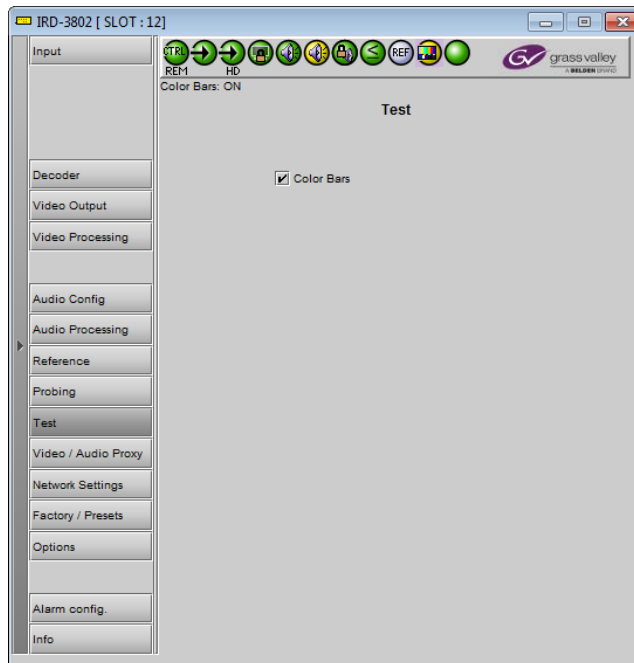 IRD-3802 [ SLOT : 12]
Input
CTRL
REM
HD
REF
GV
grass valley
A BELDEN BRAND
Color Bars: ON
Test
Color Bars
Decoder
Video Output
Video Processing
Audio Config
Audio Processing
Reference
Probing
Test
Video / Audio Proxy
Network Settings
Factory / Presets
Options
Alarm config.
Info